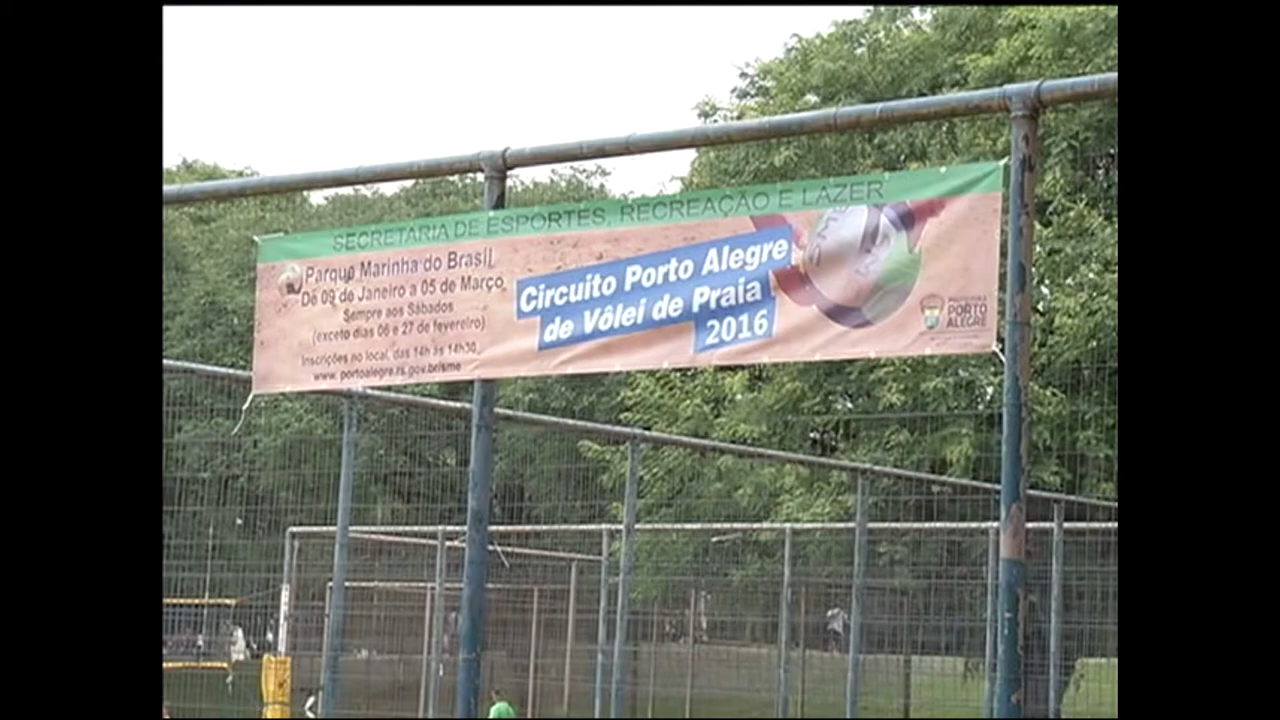 SECRETARIA DE ESPORTES, RECREAÇÃO E LAZER
Parque Marinha do Brasil
De 09 de Janeiro a 05 de Março
Sempre aos Sábados
(exceto dias 06 e 27 de fevereiro)
Inscrições no local, das 14h às 14h30
www.portoalegre.rs.gov.br/sme
Circuito Porto Alegre
de Vôlei de Praia
2016
PREFEITURA
PORTO
ALEGRE